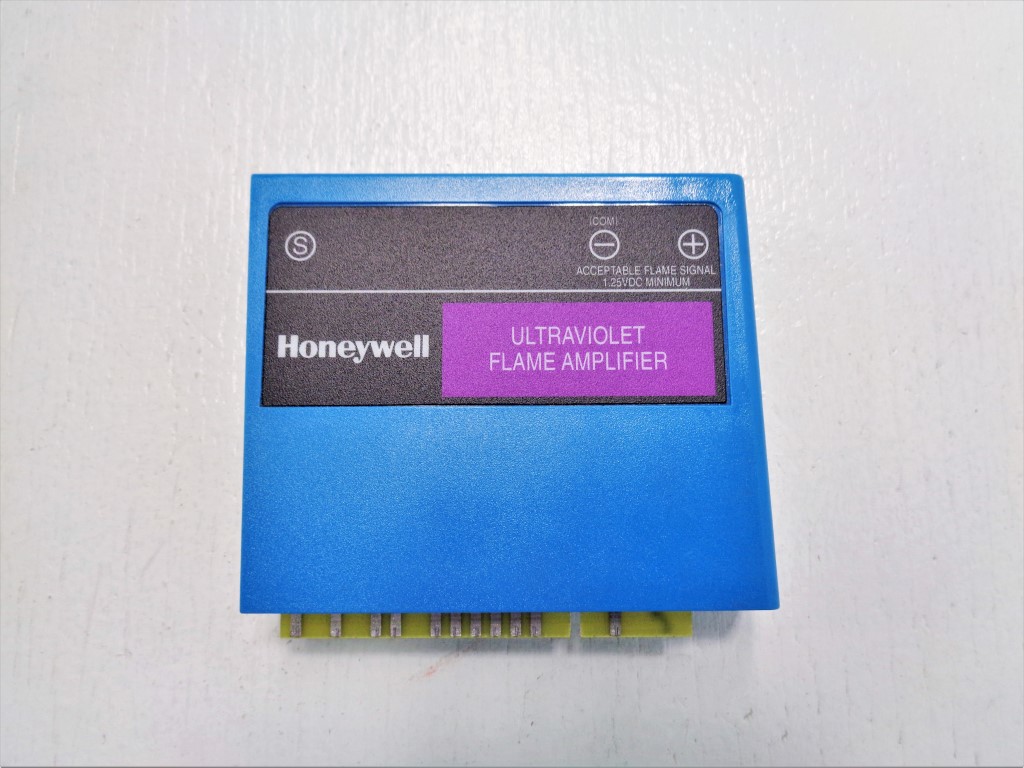 (COM)
S − +
ACCEPTABLE FLAME SIGNAL
1.25VDC MINIMUM
Honeywell
ULTRAVIOLET
FLAME AMPLIFIER